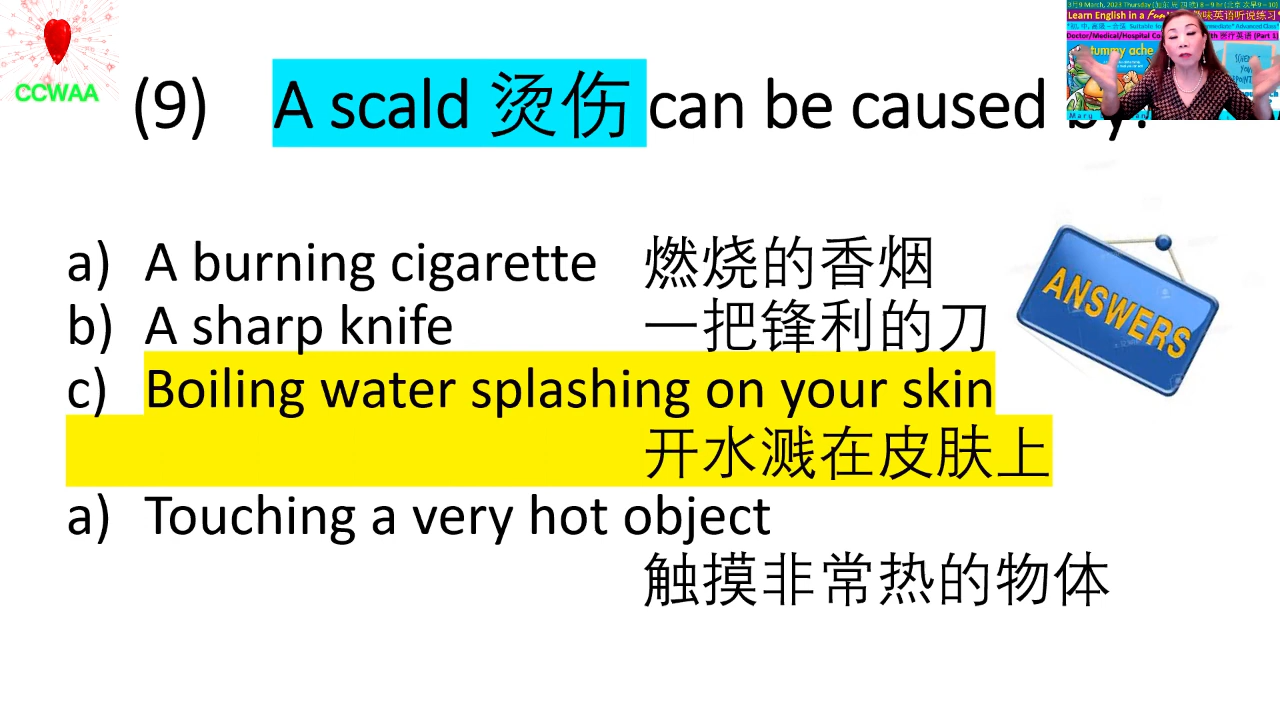 CCWAA
(9) A scald 烫伤 can be caused by:
a) A burning cigarette 燃烧的香烟
b) A sharp knife 一把锋利的刀
c) Boiling water splashing on your skin
开水溅在皮肤上
a) Touching a very hot object
触摸非常热的物体
ANSWERS
Learn English in a Fun
tummy ache